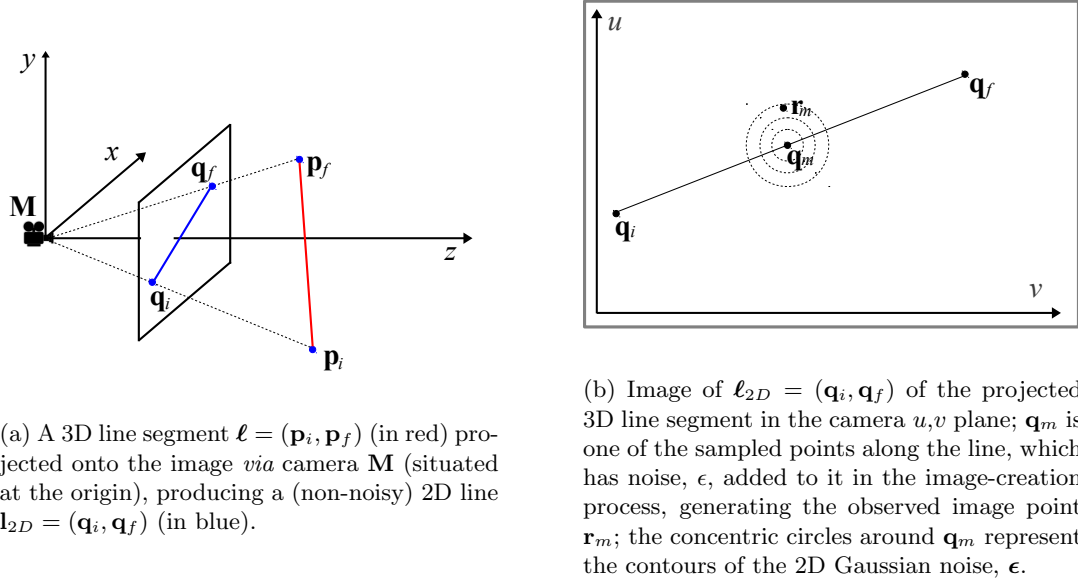 y
x
M
z
q_f
p_f
q_i
p_i
(a) A 3D line segment ℓ = (p_i, p_f) (in red) pro-
jected onto the image via camera M (situated
at the origin), producing a (non-noisy) 2D line
l_{2D} = (q_i, q_f) (in blue).
u
v
q_f
r_m
q_m
q_i
(b) Image of ℓ_{2D} = (q_i, q_f) of the projected
3D line segment in the camera u,v plane; q_m is
one of the sampled points along the line, which
has noise, ϵ, added to it in the image-creation
process, generating the observed image point
r_m; the concentric circles around q_m represent
the contours of the 2D Gaussian noise, ϵ.